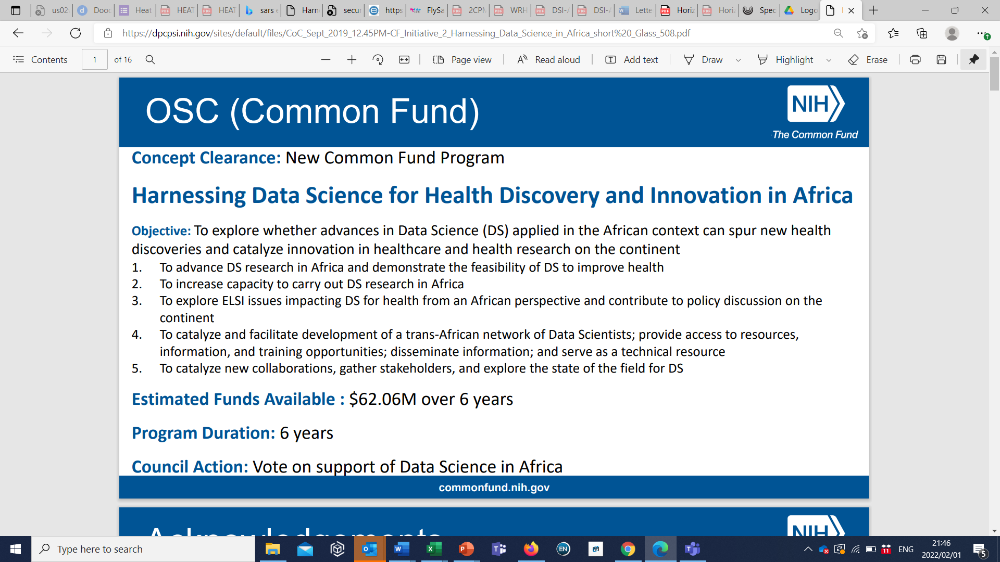 us02
Dooc
Heat
HEAT
HEAT
sars
Harn
secur
https
FlySa
2CPN
WRH
DSI-
DSI-
Lette
Horiz
Horiz
Spec
Logo
https://dpcpsi.nih.gov/sites/default/files/CoC_Sept_2019_12.45PM-CF_Initiative_2_Harnessing_Data_Science_in_Africa_short%20_Glass_508.pdf
Contents
1
of 16
Page view
Read aloud
Add text
Draw
Highlight
Erase
OSC (Common Fund)
NIH
The Common Fund
Concept Clearance: New Common Fund Program
Harnessing Data Science for Health Discovery and Innovation in Africa
Objective: To explore whether advances in Data Science (DS) applied in the African context can spur new health
discoveries and catalyze innovation in healthcare and health research on the continent
1. To advance DS research in Africa and demonstrate the feasibility of DS to improve health
2. To increase capacity to carry out DS research in Africa
3. To explore ELSI issues impacting DS for health from an African perspective and contribute to policy discussion on the
continent
4. To catalyze and facilitate development of a trans-African network of Data Scientists; provide access to resources,
information, and training opportunities; disseminate information; and serve as a technical resource
5. To catalyze new collaborations, gather stakeholders, and explore the state of the field for DS
Estimated Funds Available : $62.06M over 6 years
Program Duration: 6 years
Council Action: Vote on support of Data Science in Africa
commonfund.nih.gov
Acknowledgements
NIH
Type here to search
EN
11
ENG
21:46
2022/02/01
5